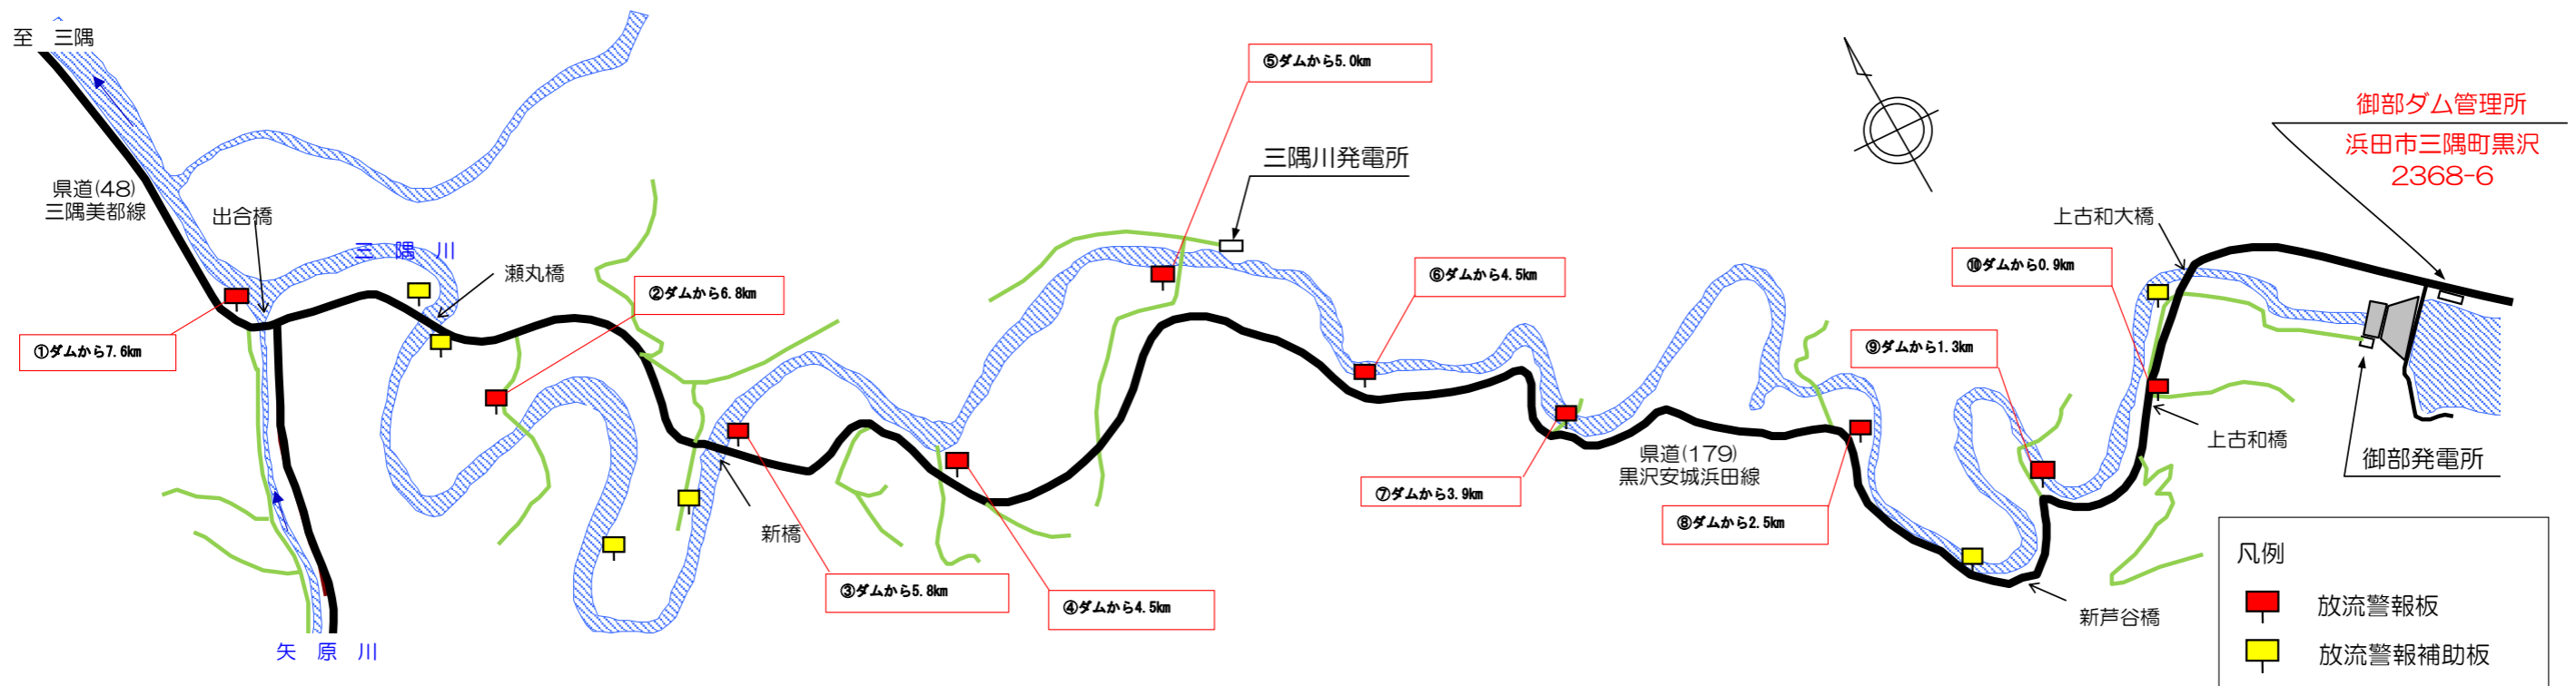 至　三隅
県道(48)
三隅美都線
出合橋
三　隅　川
瀬丸橋
①ダムから7.6km
②ダムから6.8km
③ダムから5.8km
④ダムから4.5km
⑤ダムから5.0km
三隅川発電所
⑥ダムから4.5km
⑦ダムから3.9km
県道(179)
黒沢安城浜田線
⑧ダムから2.5km
⑨ダムから1.3km
⑩ダムから0.9km
上古和大橋
御部ダム管理所
浜田市三隅町黒沢
2368-6
上古和橋
御部発電所
新橋
新芦谷橋
矢　原　川
凡例
放流警報板
放流警報補助板